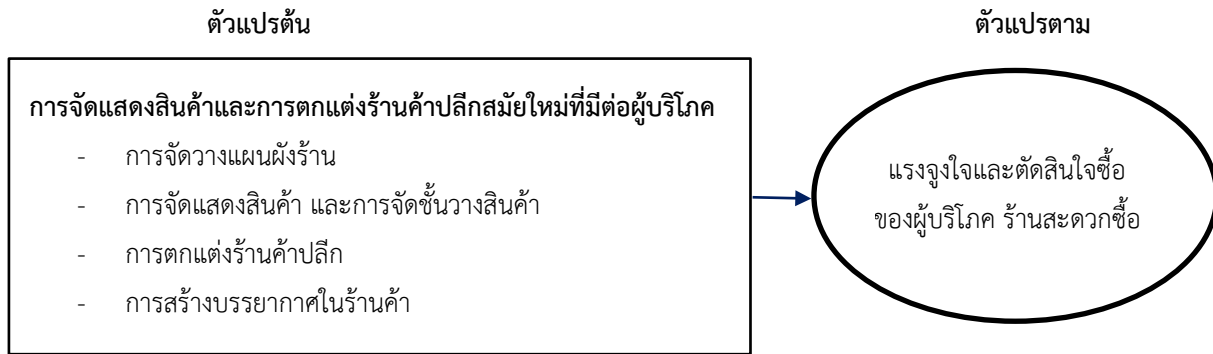 ตัวแปรต้น
ตัวแปรตาม
การจัดแสดงสินค้าและการตกแต่งร้านค้าปลีกสมัยใหม่ที่มีต่อผู้บริโภค
- การจัดวางแผนผังร้าน
- การจัดแสดงสินค้า และการจัดชั้นวางสินค้า
- การตกแต่งร้านค้าปลีก
- การสร้างบรรยากาศในร้านค้า
แรงจูงใจและตัดสินใจซื้อ
ของผู้บริโภค ร้านสะดวกซื้อ